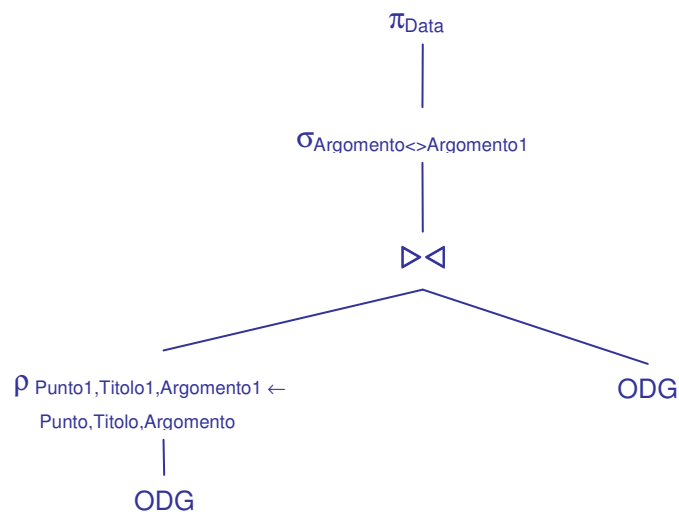 πData
σArgomento<>Argomento1
▷◁
ρ Punto1,Titolo1,Argomento1 ←
Punto,Titolo,Argomento
ODG
ODG